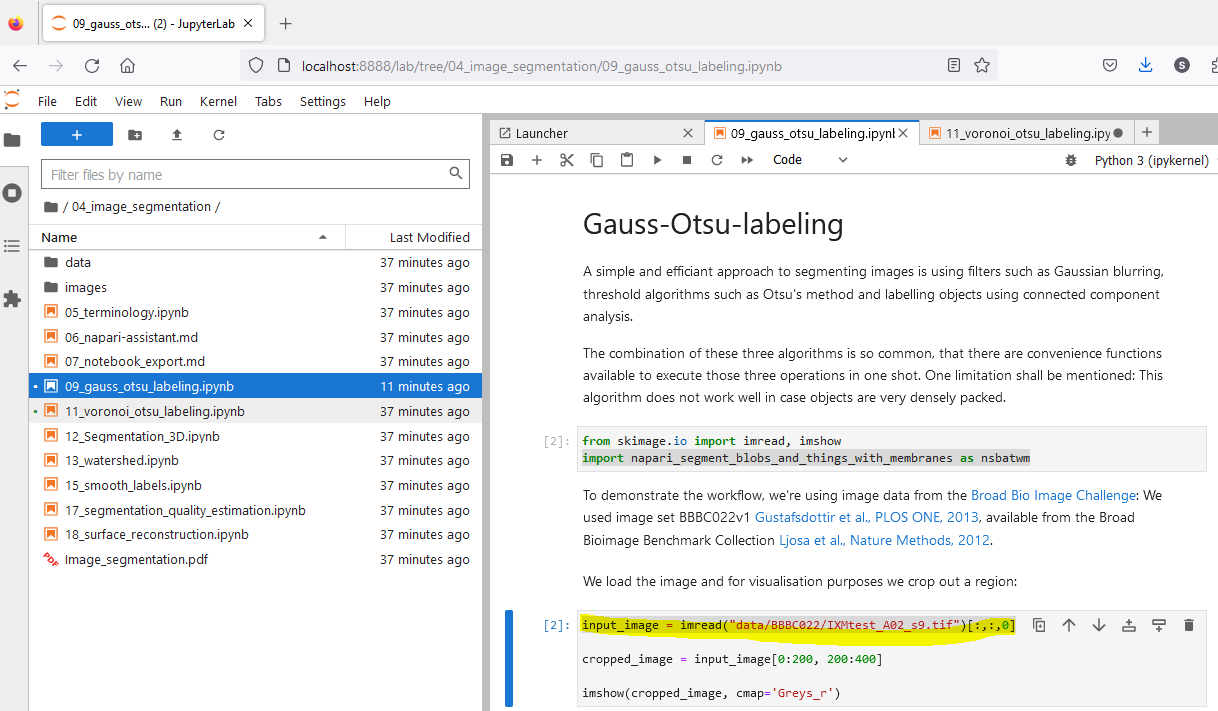 09_gauss_ots... (2) - JupyterLab
localhost:8888/lab/tree/04_image_segmentation/09_gauss_otsu_labeling.ipynb
S
File Edit View Run Kernel Tabs Settings Help
Launcher
09_gauss_otsu_labeling.ipynb
11_voronoi_otsu_labeling.ipy
Code
Python 3 (ipykernel)
Filter files by name
/ 04_image_segmentation /
Name Last Modified
data 37 minutes ago
images 37 minutes ago
05_terminology.ipynb 37 minutes ago
06_napari-assistant.md 37 minutes ago
07_notebook_export.md 37 minutes ago
09_gauss_otsu_labeling.ipynb 11 minutes ago
11_voronoi_otsu_labeling.ipynb 37 minutes ago
12_Segmentation_3D.ipynb 37 minutes ago
13_watershed.ipynb 37 minutes ago
15_smooth_labels.ipynb 37 minutes ago
17_segmentation_quality_estimation.ipynb 37 minutes ago
18_surface_reconstruction.ipynb 37 minutes ago
PDF Image_segmentation.pdf 37 minutes ago
Gauss-Otsu-labeling
A simple and efficiant approach to segmenting images is using filters such as Gaussian blurring,
threshold algorithms such as Otsu's method and labelling objects using connected component
analysis.
The combination of these three algorithms is so common, that there are convenience functions
available to execute those three operations in one shot. One limitation shall be mentioned: This
algorithm does not work well in case objects are very densely packed.
[2]: from skimage.io import imread, imshow
import napari_segment_blobs_and_things_with_membranes as nsbatwm
To demonstrate the workflow, we're using image data from the Broad Bio Image Challenge: We
used image set BBBC022v1 Gustafsdottir et al., PLOS ONE, 2013, available from the Broad
Bioimage Benchmark Collection Ljosa et al., Nature Methods, 2012.
We load the image and for visualisation purposes we crop out a region:
[2]: input_image = imread("data/BBBC022/IXMtest_A02_s9.tif")[:,:,0]
cropped_image = input_image[0:200, 200:400]
imshow(cropped_image, cmap='Greys_r')